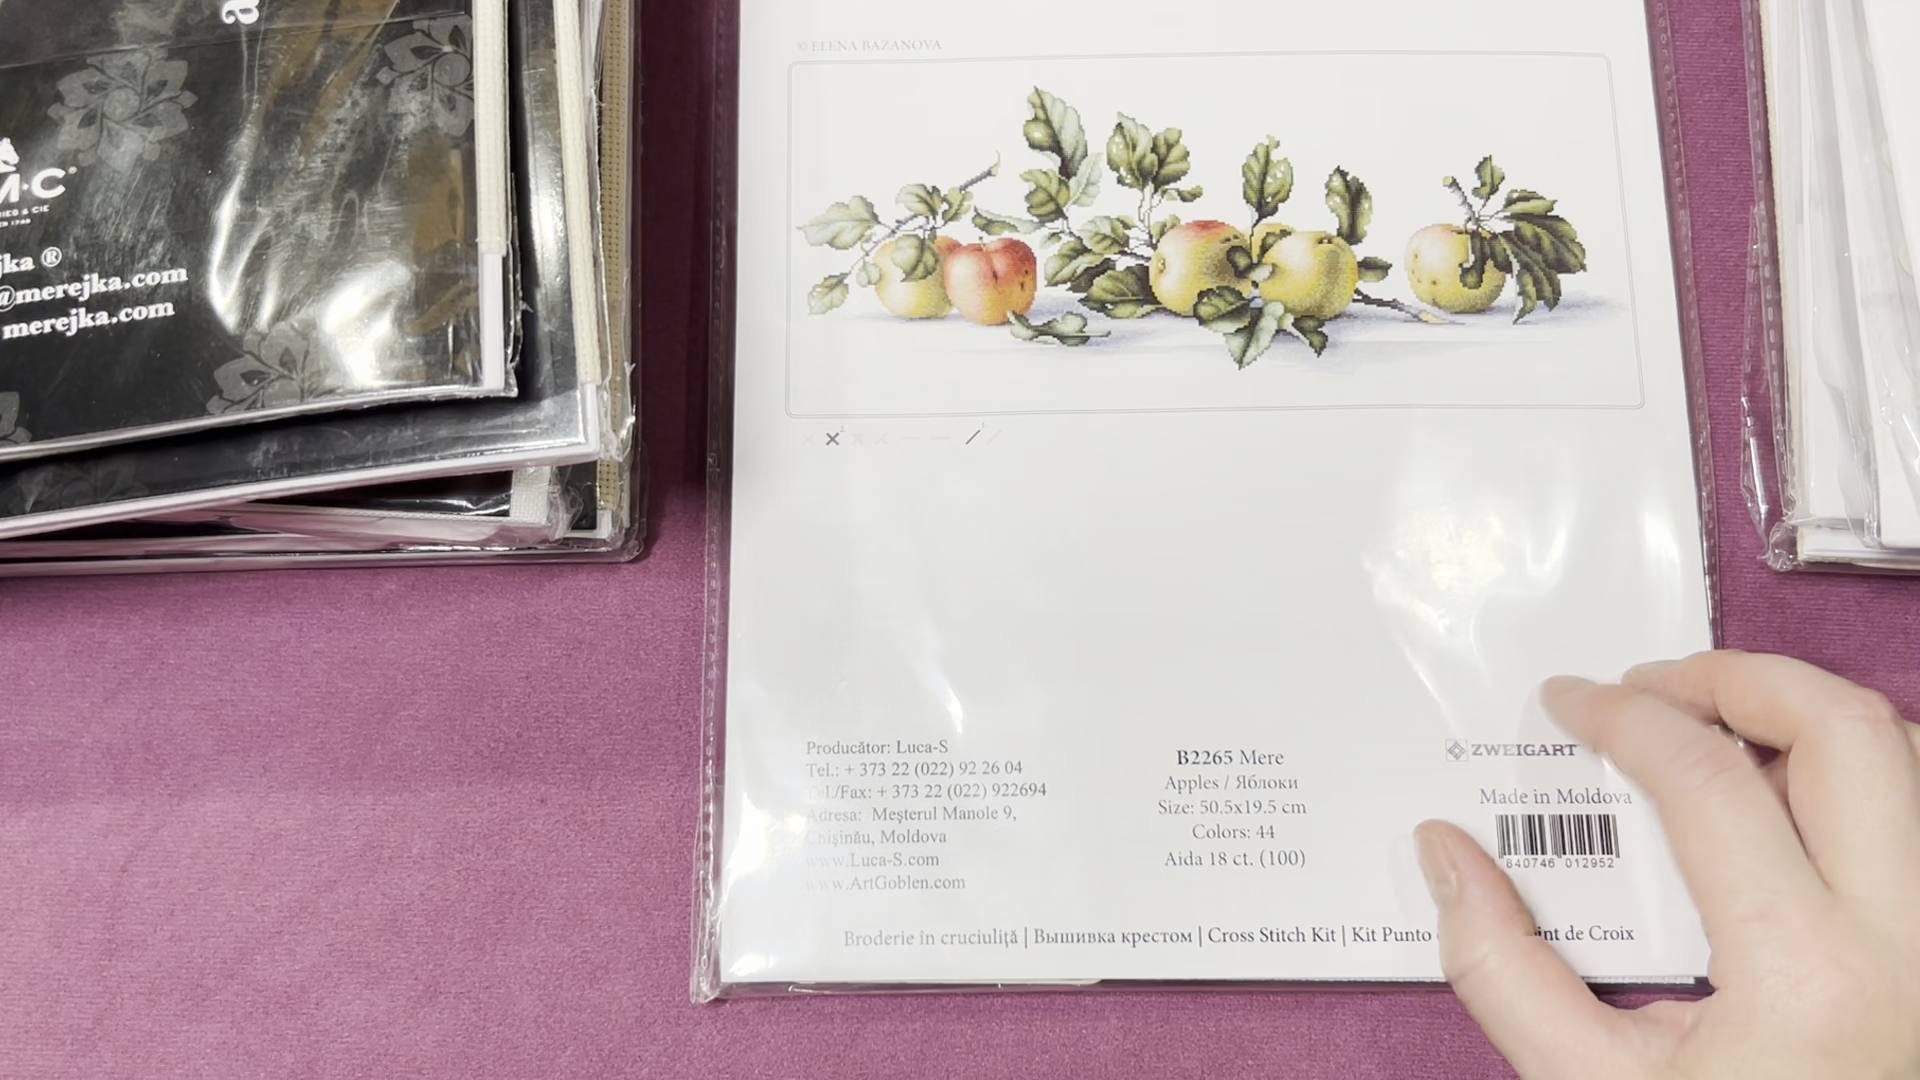 © ELENA BAZANOVA
M·C
EN 1746
jka ®
@merejka.com
merejka.com
Producător: Luca-S
Tel.: + 373 22 (022) 92 26 04
Tel./Fax: + 373 22 (022) 922694
Adresa: Meşterul Manole 9,
Chişinău, Moldova
www.Luca-S.com
www.ArtGoblen.com
B2265 Mere
Apples / Яблоки
Size: 50.5x19.5 cm
Colors: 44
Aida 18 ct. (100)
ZWEIGART
Made in Moldova
840746 012952
Broderie în cruciuliţă | Вышивка крестом | Cross Stitch Kit | Kit Punto int de Croix